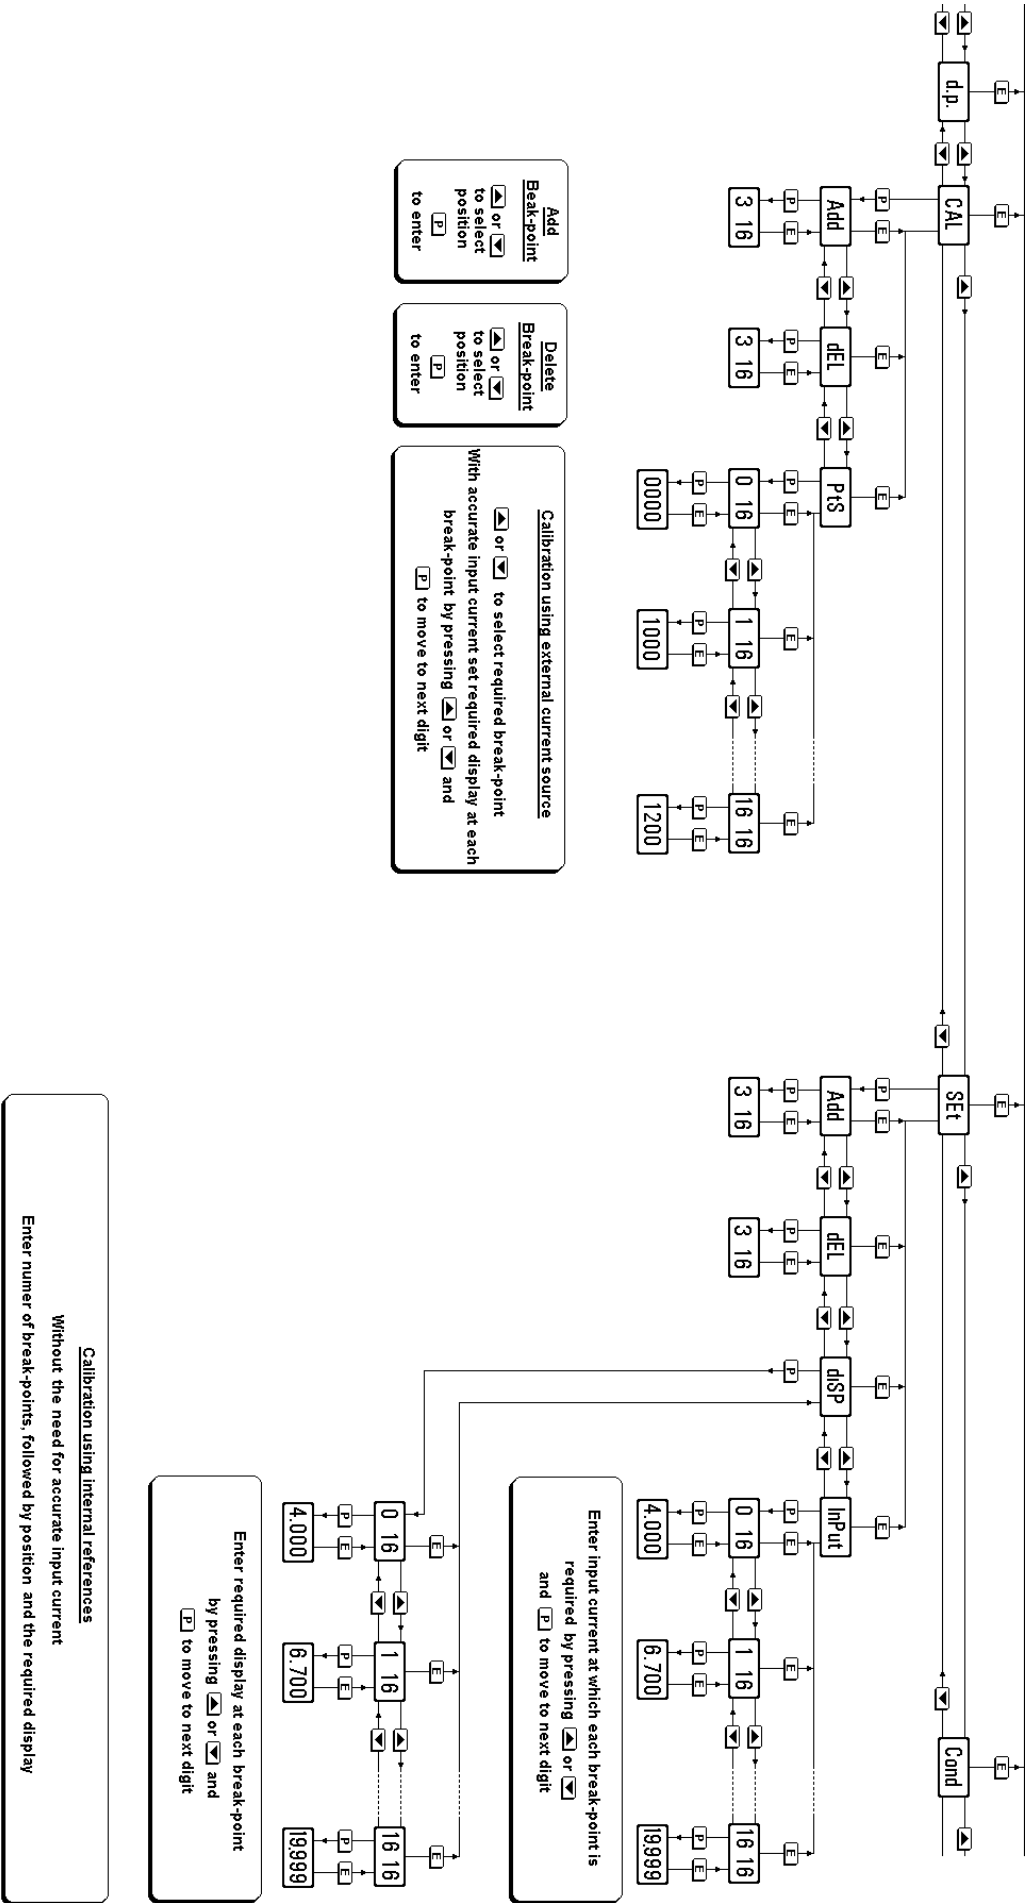 d.p.
E
CAL
E
SEt
E
Cond
E
P
E
Add
dEL
E
PtS
E
P
E
3 16
P
E
3 16
P
E
0 16
1 16
E
16 16
E
P
E
0000
P
E
1000
P
E
1200
Add
Beak-point
or
to select
position
P
to enter
Delete
Break-point
or
to select
position
P
to enter
Calibration using external current source
or to select required break-point
With accurate input current set required display at each
break-point by pressing or and
P to move to next digit
P
E
Add
dEL
E
diSP
E
InPut
E
P
E
3 16
P
E
3 16
P
P
E
0 16
1 16
E
16 16
E
P
E
4.000
P
E
6.700
P
E
19.999
Enter input current at which each break-point is
required by pressing or
and P to move to next digit
0 16
E
1 16
E
16 16
E
P
E
4.000
P
E
6.700
P
E
19.999
Enter required display at each break-point
by pressing or and
P to move to next digit
Calibration using internal references
Without the need for accurate input current
Enter numer of break-points, followed by position and the required display